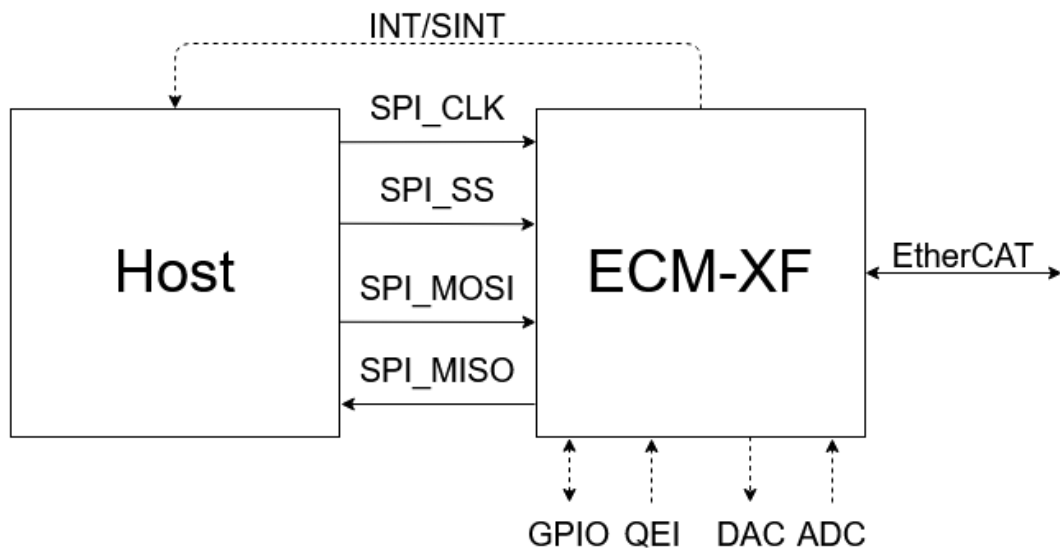 INT/SINT
SPI_CLK
SPI_SS
Host
ECM-XF
EtherCAT
SPI_MOSI
SPI_MISO
GPIO QEI DAC ADC